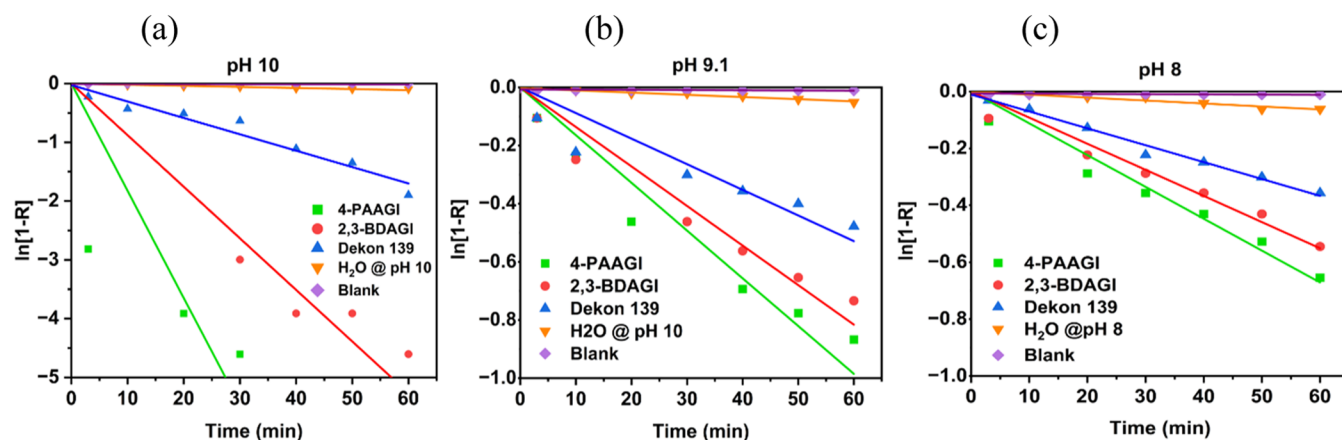 (a)
pH 10
ln[1-R]
0
−1
−2
−3
−4
−5
4-PAAGI
2,3-BDAGI
Dekon 139
H₂O @ pH 10
Blank
0 10 20 30 40 50 60
Time (min)
(b)
pH 9.1
ln[1-R]
0.0
−0.2
−0.4
−0.6
−0.8
−1.0
4-PAAGI
2,3-BDAGI
Dekon 139
H2O @ pH 10
Blank
0 10 20 30 40 50 60
Time (min)
(c)
pH 8
ln[1-R]
0.0
−0.2
−0.4
−0.6
−0.8
−1.0
4-PAAGI
2,3-BDAGI
Dekon 139
H₂O @pH 8
Blank
0 10 20 30 40 50 60
Time (min)